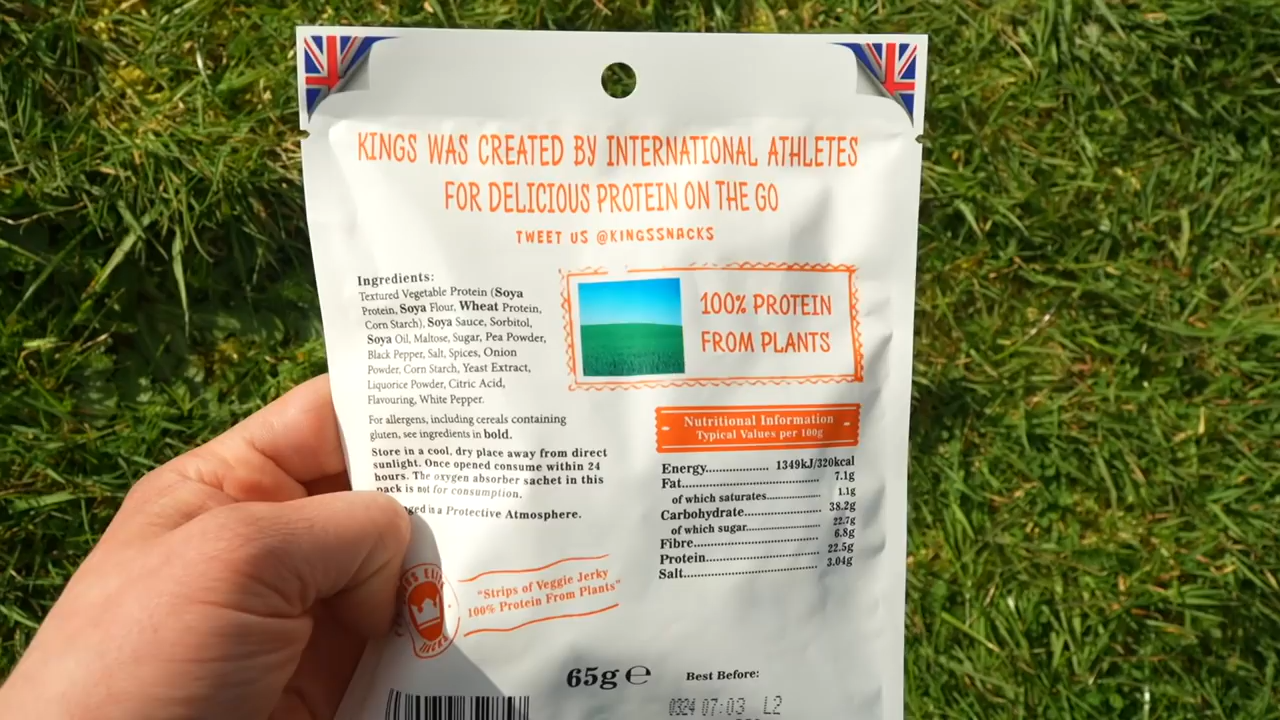 KINGS WAS CREATED BY INTERNATIONAL ATHLETES
FOR DELICIOUS PROTEIN ON THE GO
TWEET US @KINGSSNACKS
Ingredients:
Textured Vegetable Protein (Soya
Protein, Soya Flour, Wheat Protein,
Corn Starch), Soya Sauce, Sorbitol,
Soya Oil, Maltose, Sugar, Pea Powder,
Black Pepper, Salt, Spices, Onion
Powder, Corn Starch, Yeast Extract,
Liquorice Powder, Citric Acid,
Flavouring, White Pepper.
For allergens, including cereals containing
gluten, see ingredients in bold.
Store in a cool, dry place away from direct
sunlight. Once opened consume within 24
hours. The oxygen absorber sachet in this
pack is not for consumption.
in a Protective Atmosphere.
100% PROTEIN
FROM PLANTS
Nutritional Information
Typical Values per 100g
Energy.................... 1349kJ/320kcal
Fat.................... 7.1g
of which saturates.................... 1.1g
Carbohydrate.................... 38.2g
of which sugar.................... 22.7g
Fibre.................... 6.8g
Protein.................... 22.5g
Salt.................... 3.04g
"Strips of Veggie Jerky
100% Protein From Plants"
65g ℮
Best Before:
0324 07:03 L2